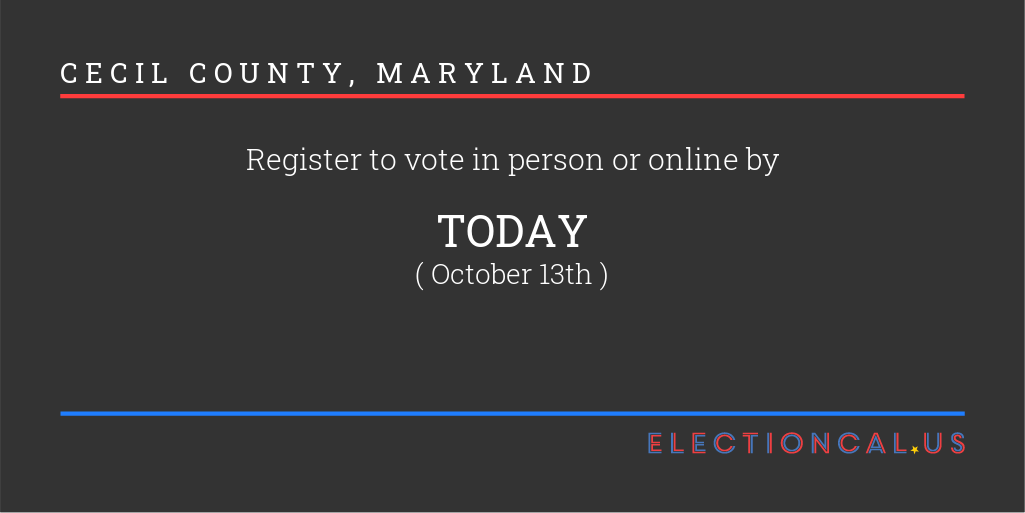 CECIL COUNTY, MARYLAND
Register to vote in person or online by
TODAY
( October 13th )
ELECTIONCAL.US